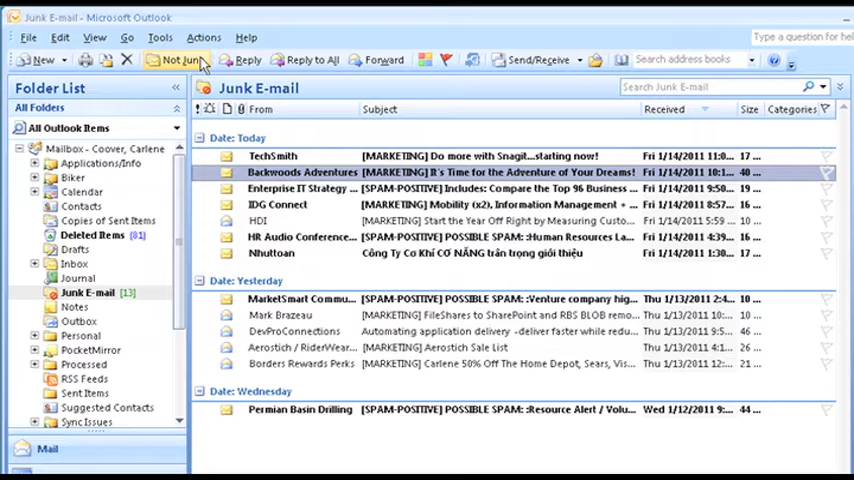 Junk E-mail - Microsoft Outlook
File Edit View Go Tools Actions Help
Type a question for hel
New Not Junk Reply Reply to All Forward Send/Receive Search address books
Folder List
All Folders
All Outlook Items
Mailbox - Coover, Carlene
Applications/Info
Biker
Calendar
Contacts
Copies of Sent Items
Deleted Items (81)
Drafts
Inbox
Journal
Junk E-mail [13]
Notes
Outbox
Personal
PocketMirror
Processed
RSS Feeds
Sent Items
Suggested Contacts
Sync Issues
Mail
Junk E-mail
Search Junk E-mail
From Subject Received Size Categories
Date: Today
TechSmith [MARKETING] Do more with Snagit...starting now! Fri 1/14/2011 11:0... 17 ...
Backwoods Adventures [MARKETING] It's Time for the Adventure of Your Dreams! Fri 1/14/2011 10:1... 40 ...
Enterprise IT Strategy ... [SPAM-POSITIVE] Includes: Compare the Top 96 Business ... Fri 1/14/2011 9:50... 19 ...
IDG Connect [MARKETING] Mobility (x2), Information Management + ... Fri 1/14/2011 8:57... 16 ...
HDI [MARKETING] Start the Year Off Right by Measuring Custo... Fri 1/14/2011 5:59 ... 10 ...
HR Audio Conference... [SPAM-POSITIVE] POSSIBLE SPAM: :Human Resources La... Fri 1/14/2011 4:39... 16 ...
Nhuttoan Công Ty Cơ Khí CƠ NĂNG trân trọng giới thiệu Fri 1/14/2011 4:15... 17 ...
Date: Yesterday
MarketSmart Commu... [SPAM-POSITIVE] POSSIBLE SPAM: :Venture company hig... Thu 1/13/2011 2:4... 10 ...
Mark Brazeau [MARKETING] FileShares to SharePoint and RBS BLOB remo... Thu 1/13/2011 1:5... 10 ...
DevProConnections Automating application delivery -deliver faster while redu... Thu 1/13/2011 9:5... 46 ...
Aerostich / RiderWear... [MARKETING] Aerostich Sale List Thu 1/13/2011 4:1... 26 ...
Borders Rewards Perks [MARKETING] Carlene 50% Off The Home Depot, Sears, Vis... Thu 1/13/2011 12:... 21 ...
Date: Wednesday
Permian Basin Drilling [SPAM-POSITIVE] POSSIBLE SPAM: :Resource Alert / Volu... Wed 1/12/2011 9:... 44 ...